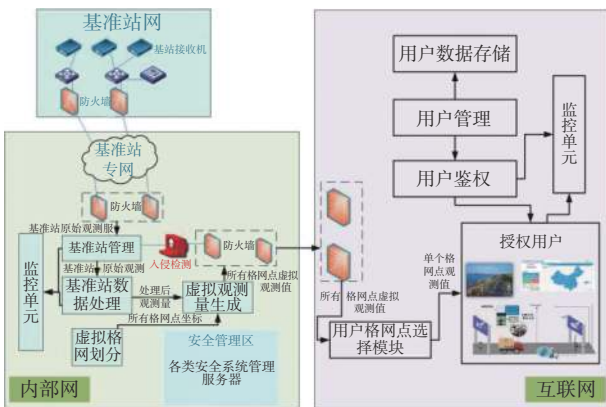 基准站网
基站接收机
防火墙
基准站
专网
防火墙
基准站原始观测服
基准站管理
入侵检测
防火墙
监控单元
基准站
原始观测
所有格网点虚拟
观测值
基准站数
据处理
处理后
观测量
虚拟观测
量生成
所有格网点坐标
虚拟格
网划分
安全管理区
各类安全系统管理
服务器
内部网
用户数据存储
用户管理
用户鉴权
监控单元
授权用户
单个格
网点观
测值
所有格网点虚拟
观测值
用户格网点选
择模块
互联网